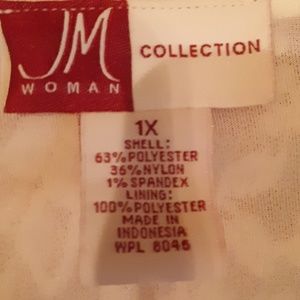 JM
WOMAN
COLLECTION
1X
SHELL:
63% POLYESTER
36% NYLON
1% SPANDEX
LINING:
100% POLYESTER
MADE IN
INDONESIA
WPL 8046